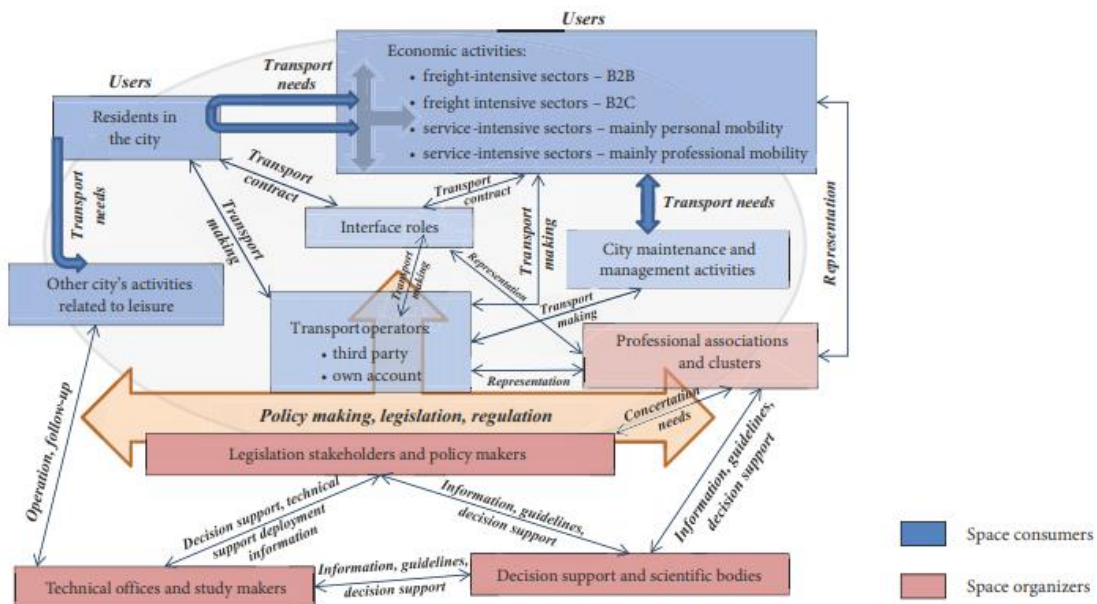 Users
Users
Economic activities:
• freight-intensive sectors – B2B
• freight intensive sectors – B2C
• service-intensive sectors – mainly personal mobility
• service-intensive sectors – mainly professional mobility
Transport
needs
Residents in
the city
Transport
needs
Transport
contract
Transport
contract
Transport
making
Interface roles
Transport
making
Transport needs
Representation
City maintenance and
management activities
Other city's activities
related to leisure
Transport
making
Representation
Transport
making
Transport operators:
• third party
• own account
Professional associations
and clusters
Representation
Policy making, legislation, regulation
Concertation
needs
Legislation stakeholders and policy makers
Operation, follow-up
Decision support, technical
support deployment
information
Information, guidelines,
decision support
Information, guidelines,
decision support
Technical offices and study makers
Information, guidelines,
decision support
Decision support and scientific bodies
Space consumers
Space organizers